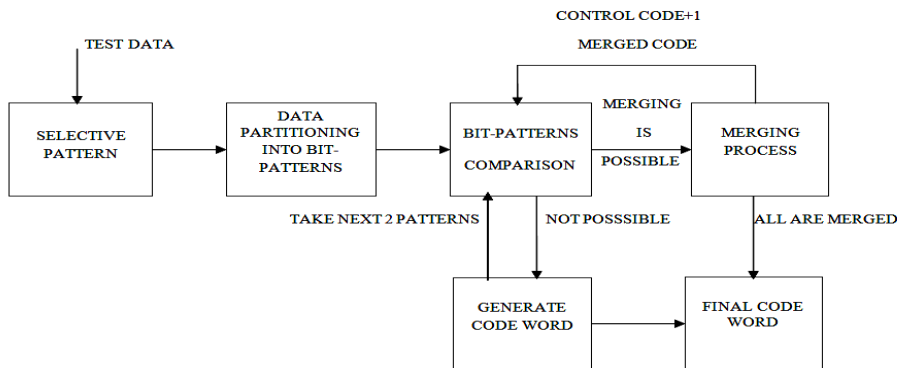 CONTROL CODE+1
MERGED CODE
TEST DATA
SELECTIVE
PATTERN
DATA
PARTITIONING
INTO BIT-
PATTERNS
BIT-PATTERNS
COMPARISON
MERGING
IS
POSSIBLE
MERGING
PROCESS
TAKE NEXT 2 PATTERNS
NOT POSSSIBLE
ALL ARE MERGED
GENERATE
CODE WORD
FINAL CODE
WORD